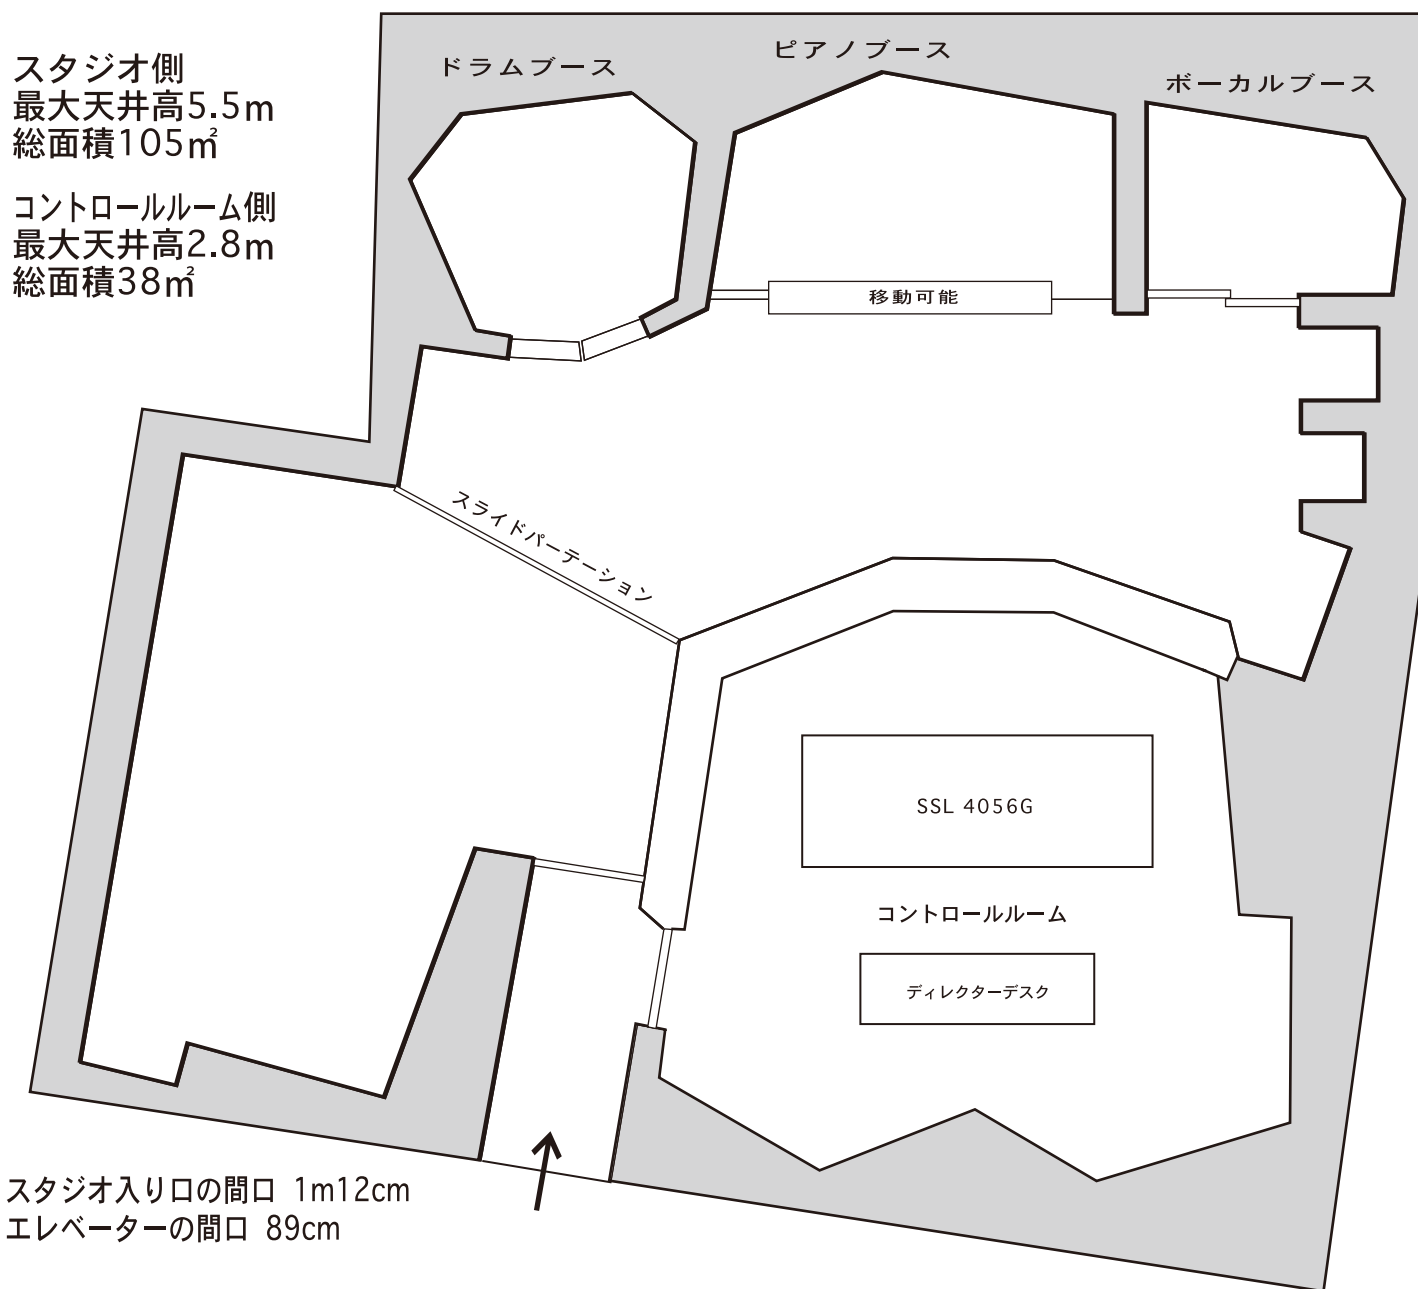 スタジオ側
最大天井高5.5m
総面積105㎡
コントロールルーム側
最大天井高2.8m
総面積38㎡
ドラムブース
ピアノブース
ボーカルブース
移動可能
スライドパーテーション
SSL 4056G
コントロールルーム
ディレクターデスク
スタジオ入り口の間口 1m12cm
エレベーターの間口 89cm